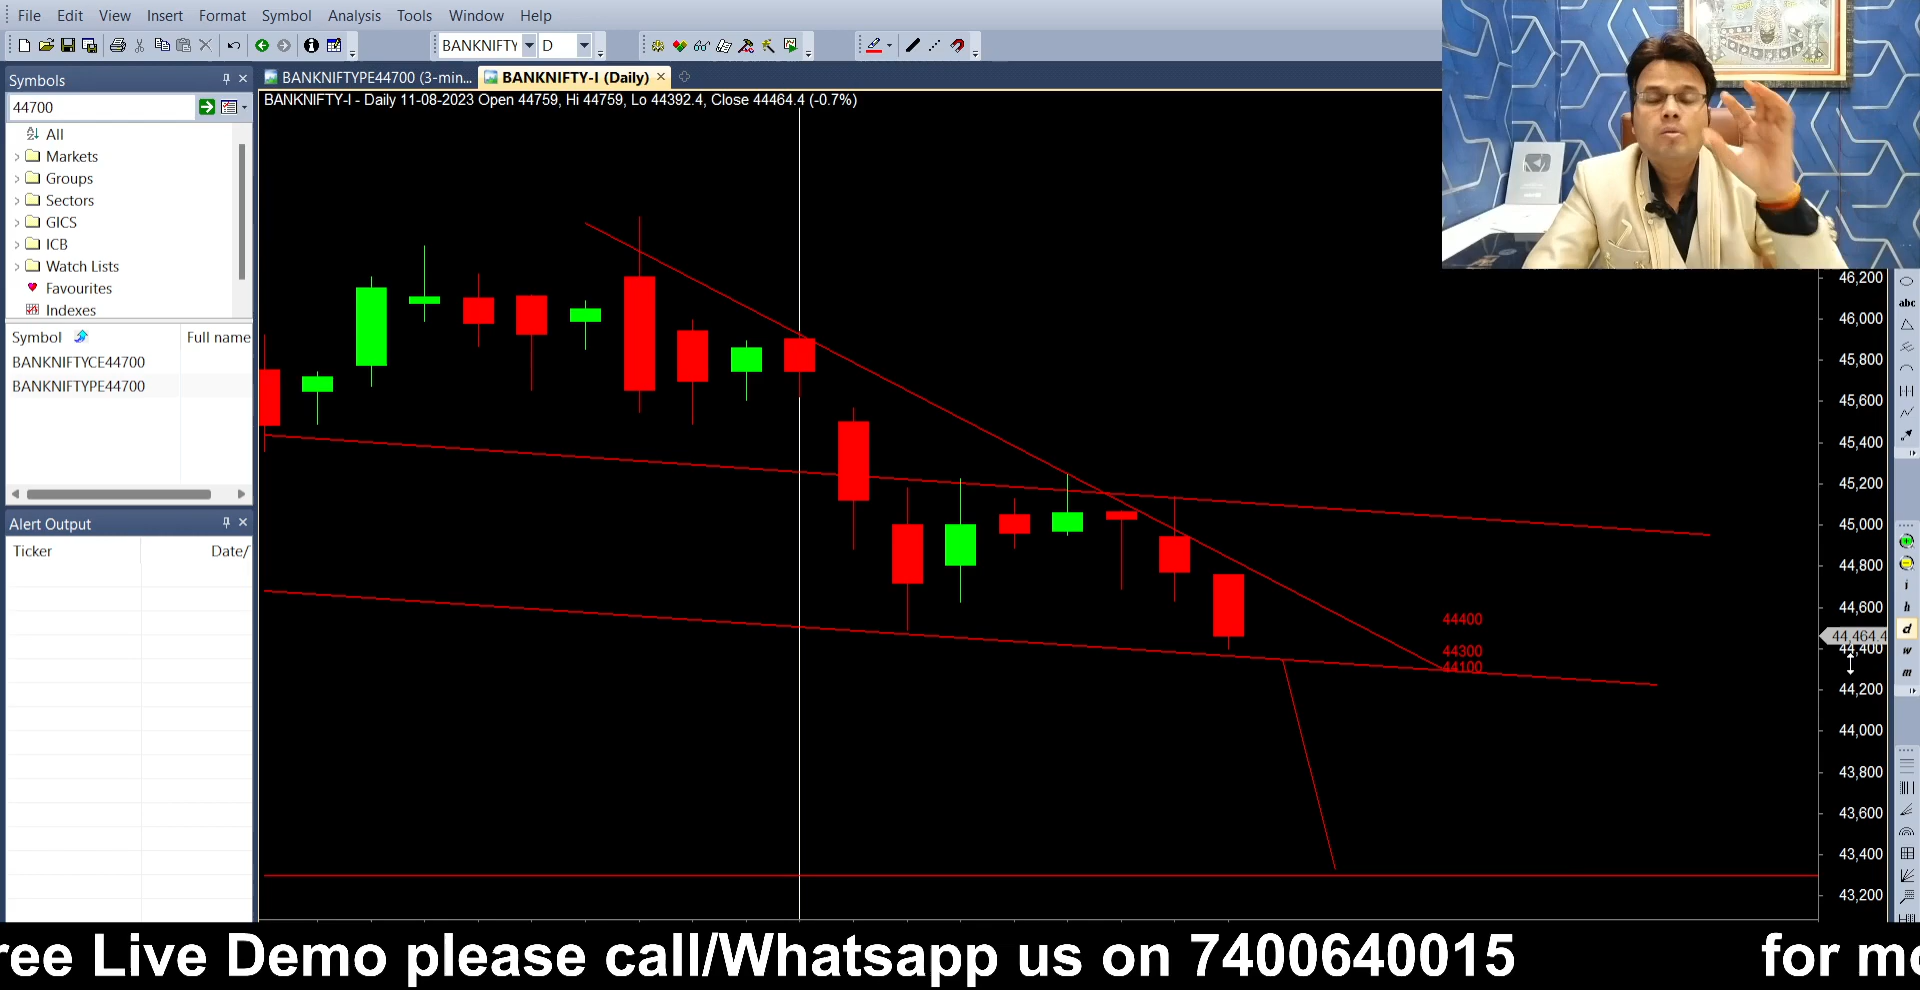 File Edit View Insert Format Symbol Analysis Tools Window Help
BANKNIFTY D
Symbols
BANKNIFTYPE44700 (3-min... BANKNIFTY-I (Daily)
44700
BANKNIFTY-I - Daily 11-08-2023 Open 44759, Hi 44759, Lo 44392.4, Close 44464.4 (-0.7%)
All
Markets
Groups
Sectors
GICS
ICB
Watch Lists
Favourites
Indexes
Symbol Full name
BANKNIFTYCE44700
BANKNIFTYPE44700
Alert Output
Ticker Date/
46,200
46,000
45,800
45,600
45,400
45,200
45,000
44,800
44,600
44,464.4
44,400
44,200
44,000
43,800
43,600
43,400
43,200
44400
44300
44100
abc
i
h
d
w
m
ree Live Demo please call/Whatsapp us on 7400640015 for mo